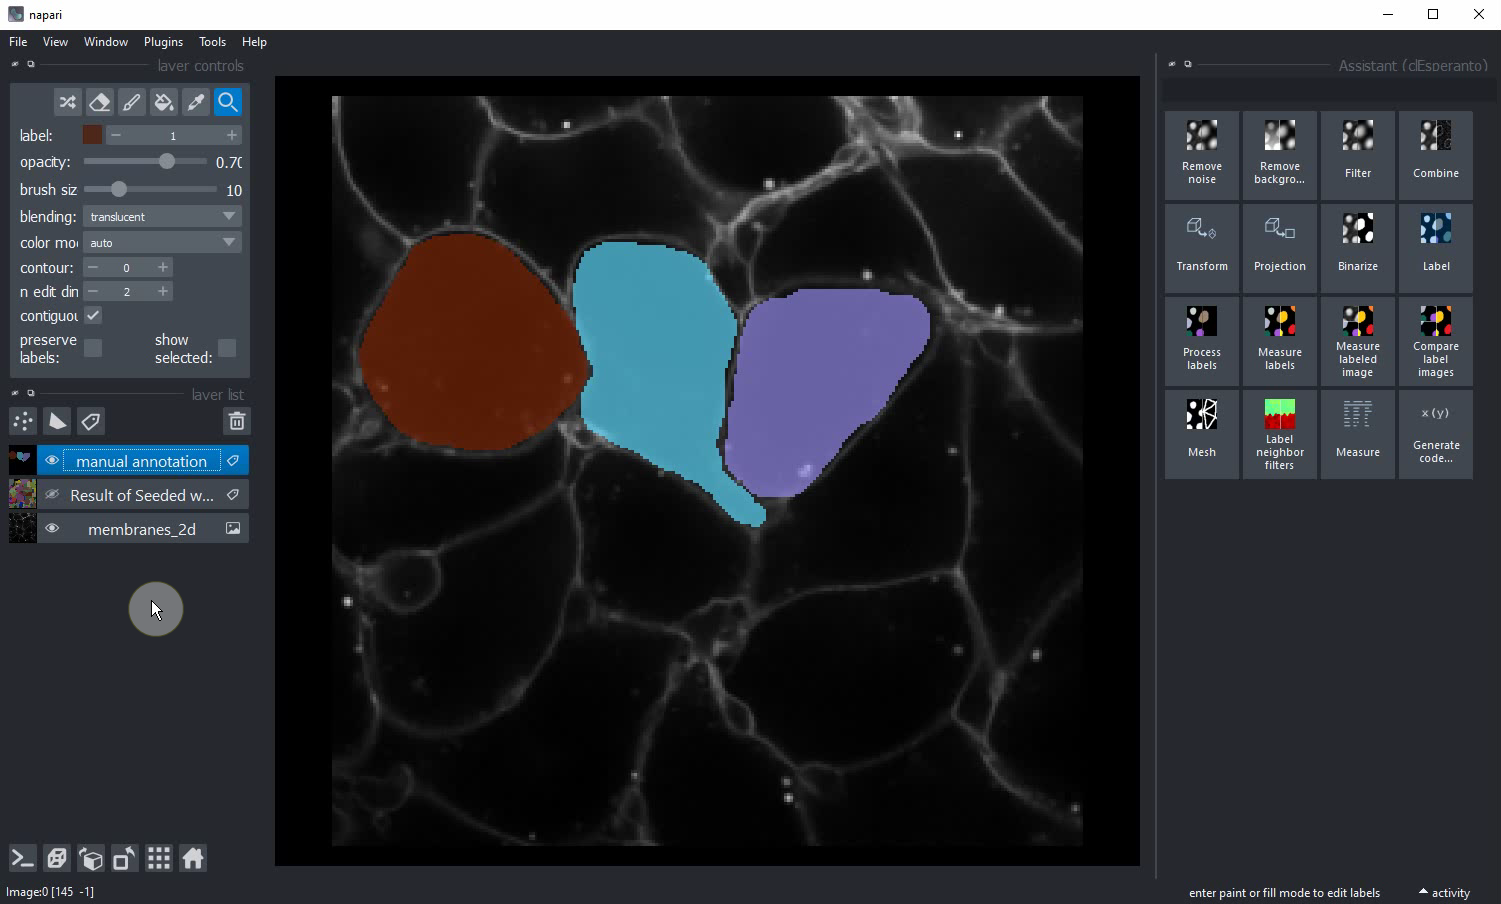 napari
File View Window Plugins Tools Help
layer controls
label: 1
opacity: 0.70
brush siz 10
blending: translucent
color mo auto
contour: 0
n edit dim 2
contiguou
preserve labels: show selected:
layer list
manual annotation
Result of Seeded w...
membranes_2d
Assistant (clEsperanto)
Remove noise
Remove backgro...
Filter
Combine
Transform
Projection
Binarize
Label
Process labels
Measure labels
Measure labeled image
Compare label images
Mesh
Label neighbor filters
Measure
x(y)
Generate code...
Image:0 [145 -1]
enter paint or fill mode to edit labels
activity